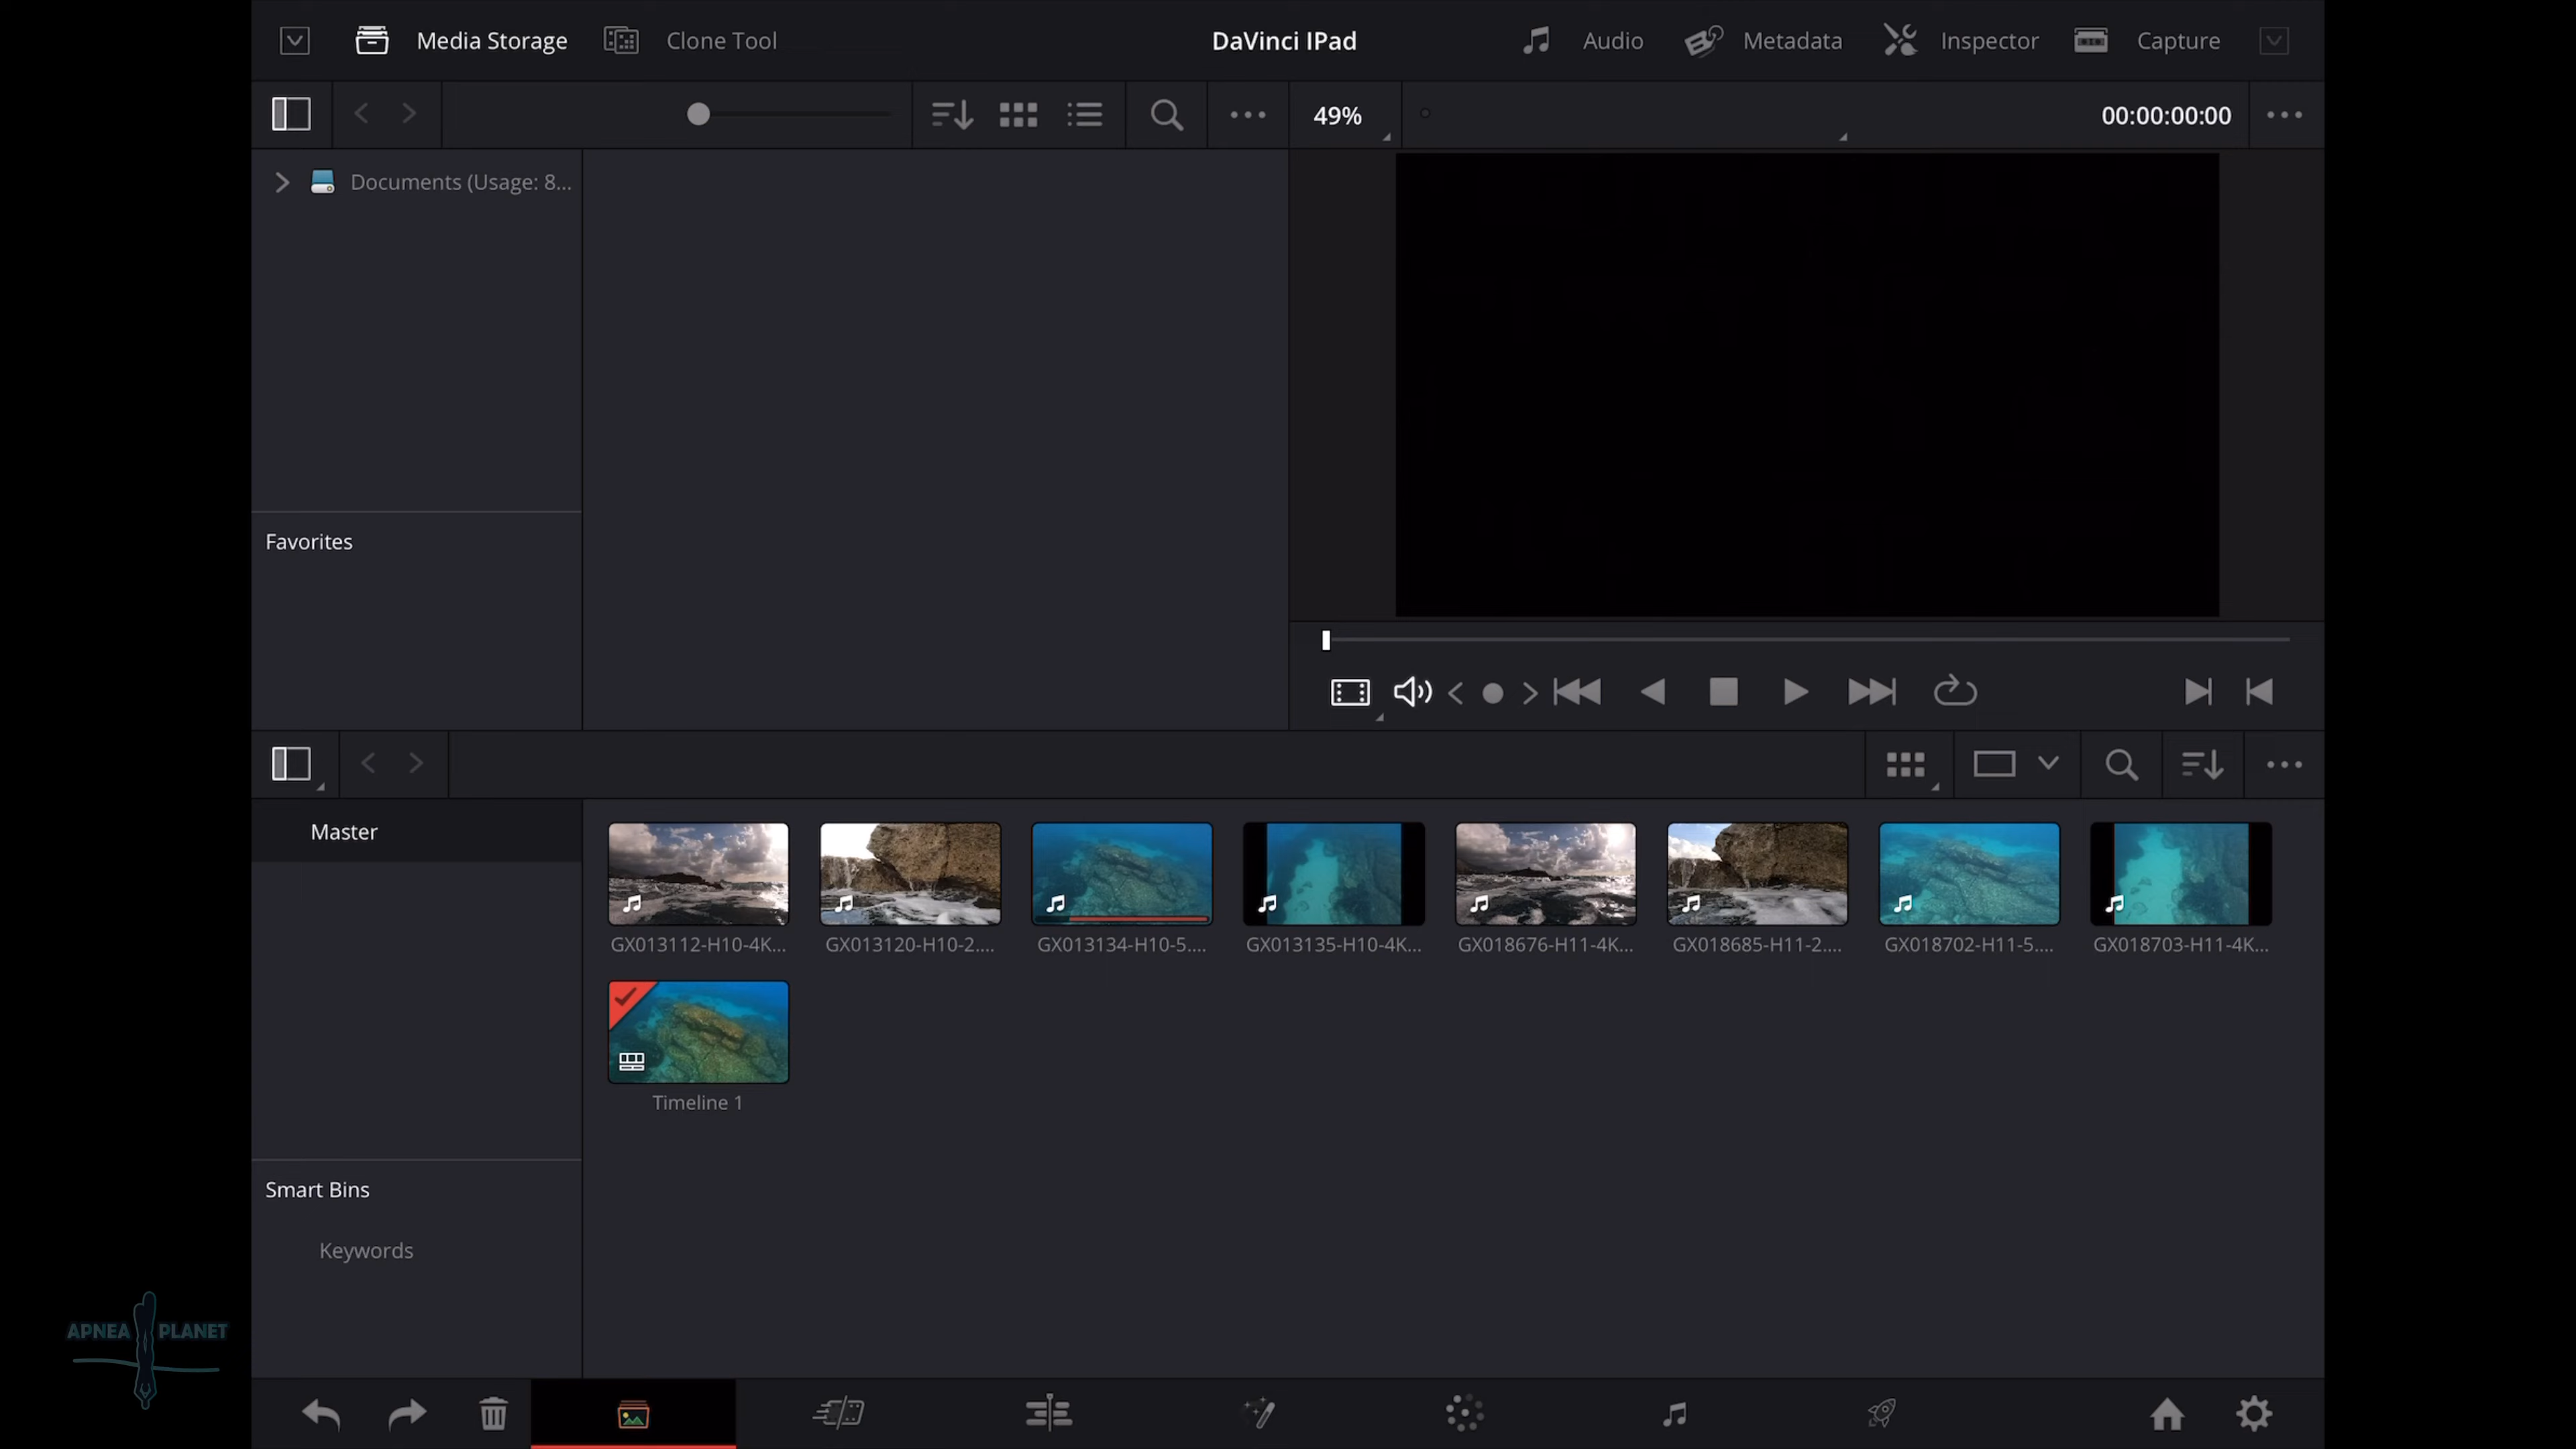 Media Storage
Clone Tool
DaVinci IPad
Audio
Metadata
Inspector
Capture
49%
00:00:00:00
Documents (Usage: 8...
Favorites
Master
GX013112-H10-4K...
GX013120-H10-2....
GX013134-H10-5....
GX013135-H10-4K...
GX018676-H11-4K...
GX018685-H11-2....
GX018702-H11-5....
GX018703-H11-4K...
Timeline 1
Smart Bins
Keywords
APNEA PLANET